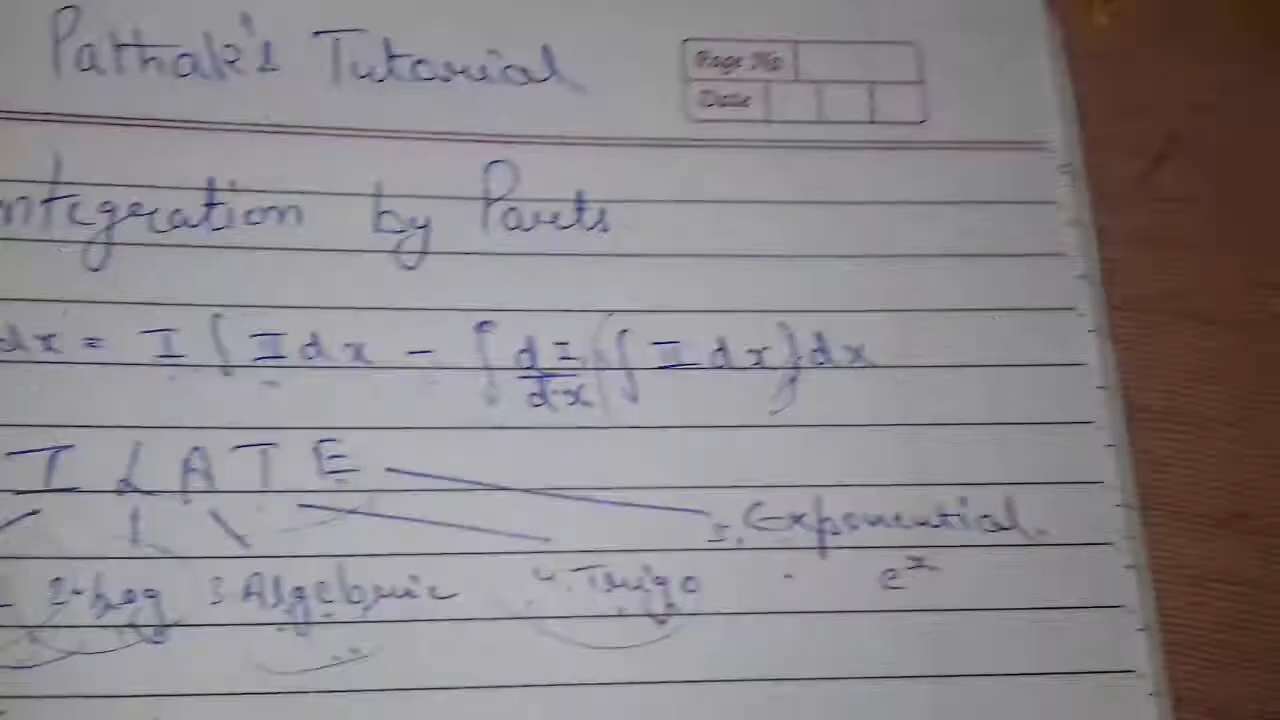 Pathak's Tutorial
Page No
Date
ntegration by Parts
dx = I ∫ II dx - ∫ { dI/dx ∫ II dx } dx
I L A T E
5. Exponential.
2. Log 3 Algebric 4. Trigo e^x